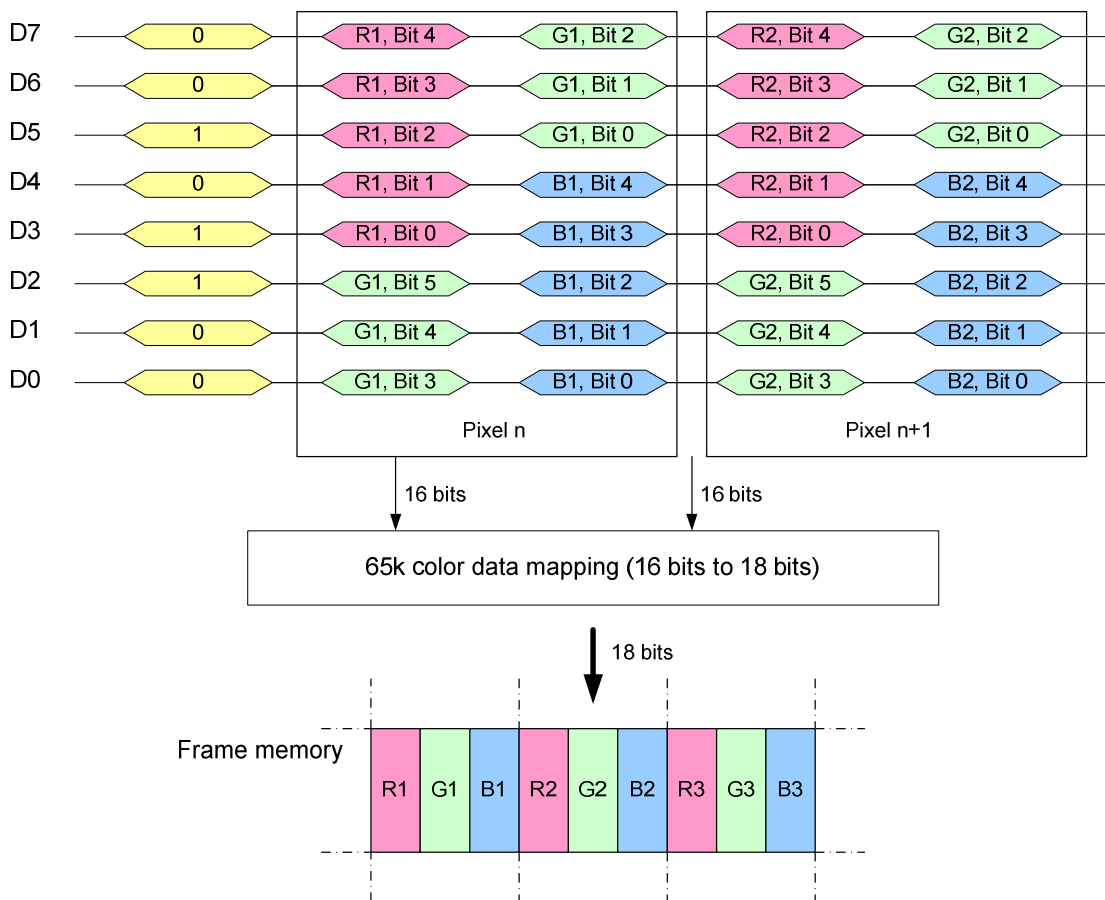 D7 0 R1, Bit 4 G1, Bit 2 R2, Bit 4 G2, Bit 2
D6 0 R1, Bit 3 G1, Bit 1 R2, Bit 3 G2, Bit 1
D5 1 R1, Bit 2 G1, Bit 0 R2, Bit 2 G2, Bit 0
D4 0 R1, Bit 1 B1, Bit 4 R2, Bit 1 B2, Bit 4
D3 1 R1, Bit 0 B1, Bit 3 R2, Bit 0 B2, Bit 3
D2 1 G1, Bit 5 B1, Bit 2 G2, Bit 5 B2, Bit 2
D1 0 G1, Bit 4 B1, Bit 1 G2, Bit 4 B2, Bit 1
D0 0 G1, Bit 3 B1, Bit 0 G2, Bit 3 B2, Bit 0
Pixel n Pixel n+1
16 bits 16 bits
65k color data mapping (16 bits to 18 bits)
18 bits
Frame memory
R1 G1 B1 R2 G2 B2 R3 G3 B3